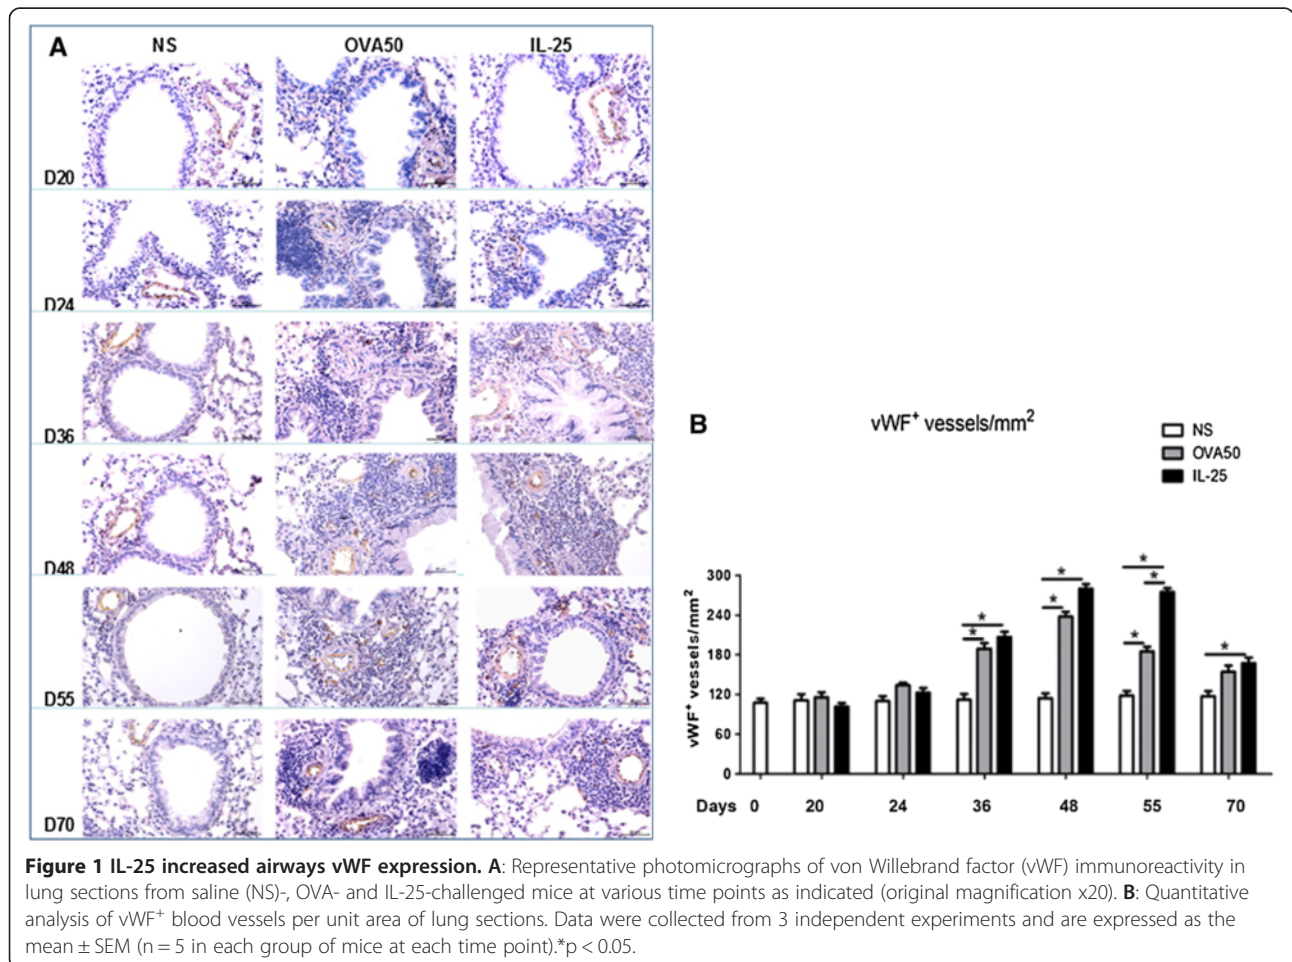 A
NS OVA50 IL-25
D20
D24
D36
D48
D55
D70
B
vWF⁺ vessels/mm²
NS
OVA50
IL-25
vWF⁺ vessels/mm²
300
240
180
120
60
0
* * * * * * * *
Days 0 20 24 36 48 55 70
Figure 1 IL-25 increased airways vWF expression. A: Representative photomicrographs of von Willebrand factor (vWF) immunoreactivity in
lung sections from saline (NS)-, OVA- and IL-25-challenged mice at various time points as indicated (original magnification x20). B: Quantitative
analysis of vWF⁺ blood vessels per unit area of lung sections. Data were collected from 3 independent experiments and are expressed as the
mean ± SEM (n = 5 in each group of mice at each time point).*p < 0.05.